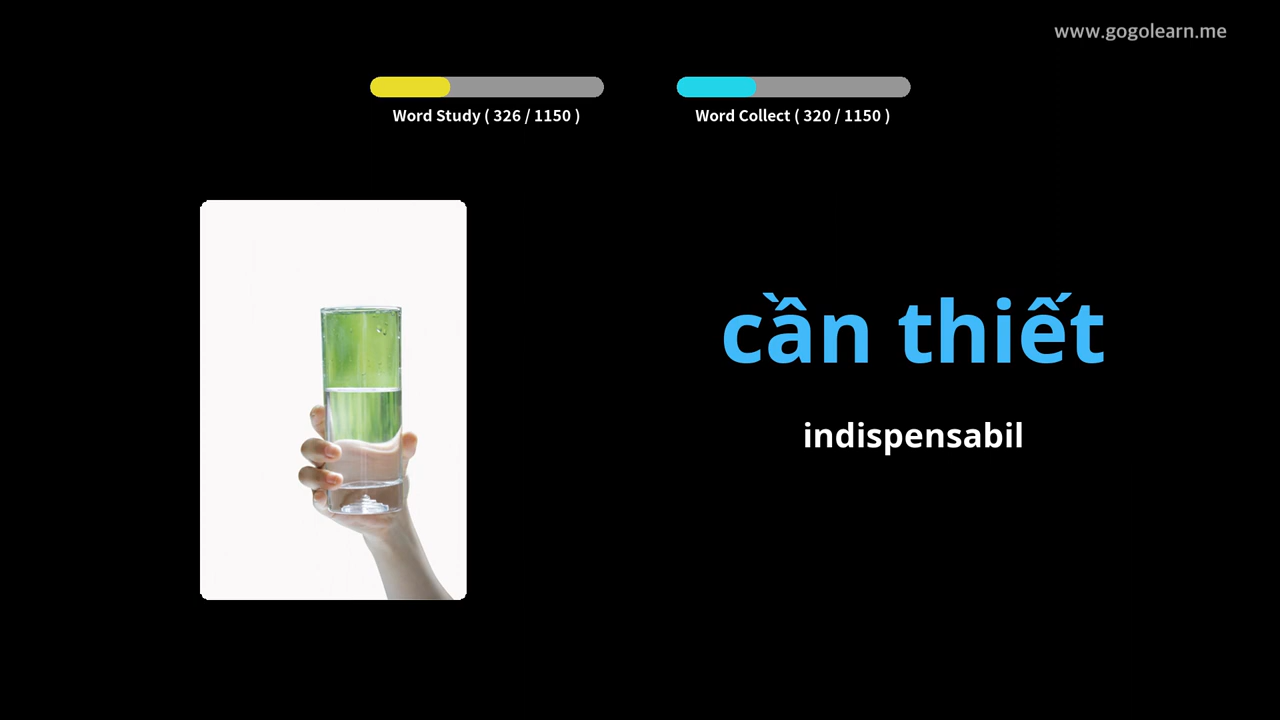 www.gogolearn.me
Word Study ( 326 / 1150 )
Word Collect ( 320 / 1150 )
cần thiết
indispensabil